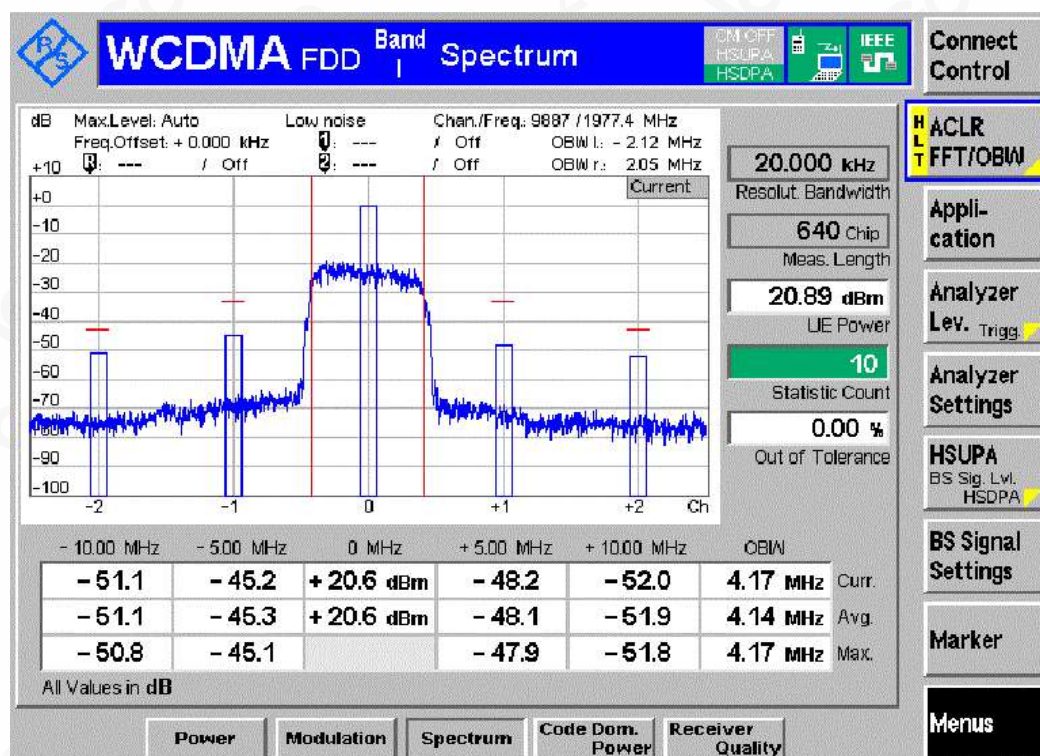 R&S
WCDMA FDD Band I Spectrum
CM OFF
HSUPA
HSDPA
IEEE
Connect
Control
dB Max.Level: Auto Low noise Chan./Freq.: 9887 / 1977.4 MHz
Freq.Offset: + 0.000 kHz 1: --- / Off OBW l.: - 2.12 MHz
+10 R: --- / Off 2: --- / Off OBW r.: 2.05 MHz
Current
+0
-10
-20
-30
-40
-50
-60
-70
-80
-90
-100
-2 -1 0 +1 +2 Ch
20.000 kHz
Resolut. Bandwidth
640 Chip
Meas. Length
20.89 dBm
UE Power
10
Statistic Count
0.00 %
Out of Tolerance
HLT
ACLR
FFT/OBW
Appli-
cation
Analyzer
Lev. Trigg.
Analyzer
Settings
HSUPA
BS Sig. Lvl.
HSDPA
BS Signal
Settings
Marker
Menus
- 10.00 MHz - 5.00 MHz 0 MHz + 5.00 MHz + 10.00 MHz OBW
- 51.1 - 45.2 + 20.6 dBm - 48.2 - 52.0 4.17 MHz Curr.
- 51.1 - 45.3 + 20.6 dBm - 48.1 - 51.9 4.14 MHz Avg.
- 50.8 - 45.1 - 47.9 - 51.8 4.17 MHz Max.
All Values in dB
Power Modulation Spectrum Code Dom. Power Receiver Quality